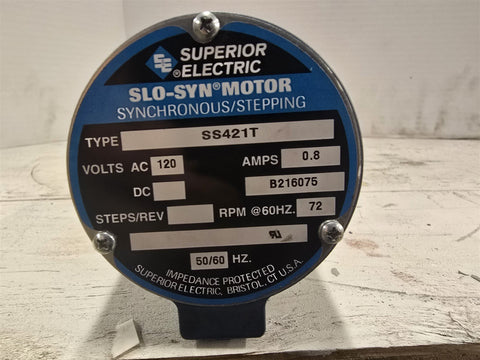 SUPERIOR
®ELECTRIC
SLO-SYN® MOTOR
SYNCHRONOUS/STEPPING
TYPE SS421T
VOLTS AC 120 AMPS 0.8
DC B216075
STEPS/REV RPM @60HZ. 72
50/60 HZ.
IMPEDANCE PROTECTED
SUPERIOR ELECTRIC, BRISTOL, CT U.S.A.